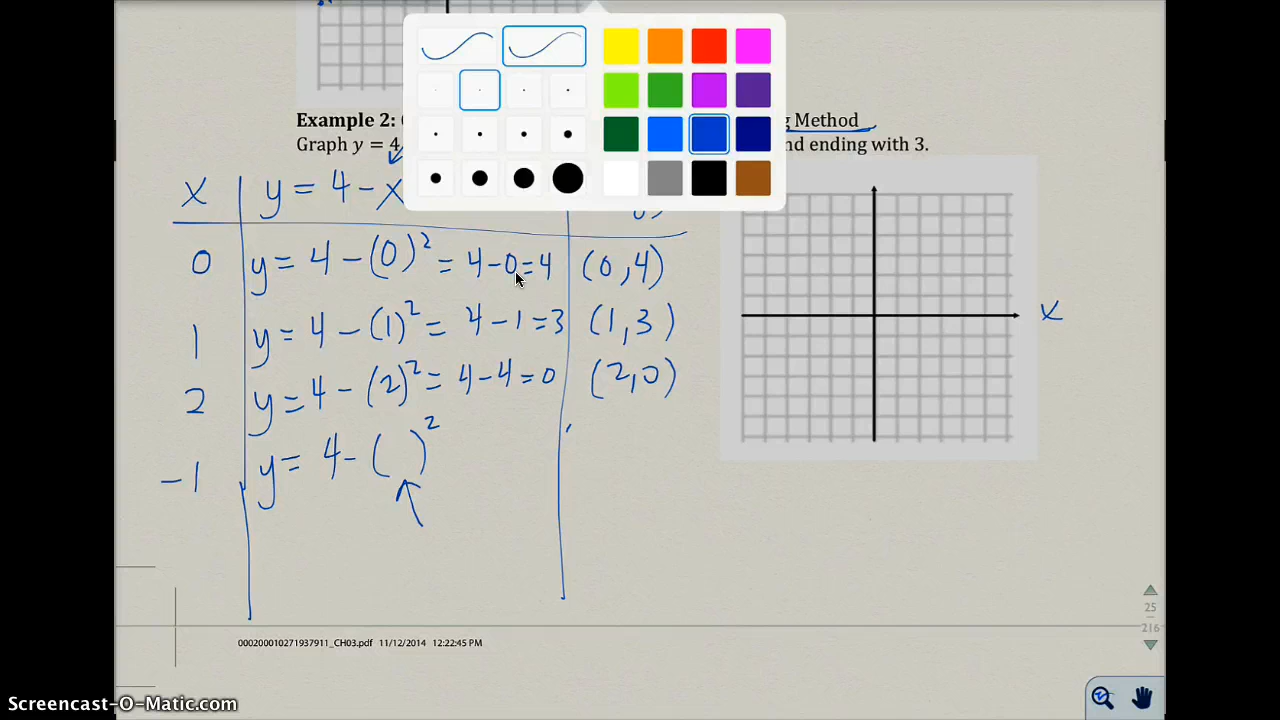 Example 2: g Method
Graph y = 4 nd ending with 3.
x y = 4 - x
0 y = 4 - (0)² = 4 - 0 = 4 (0, 4)
1 y = 4 - (1)² = 4 - 1 = 3 (1, 3)
2 y = 4 - (2)² = 4 - 4 = 0 (2, 0)
-1 y = 4 - ( )²
x
25
216
000200010271937911_CH03.pdf 11/12/2014 12:22:45 PM
Screencast-O-Matic.com